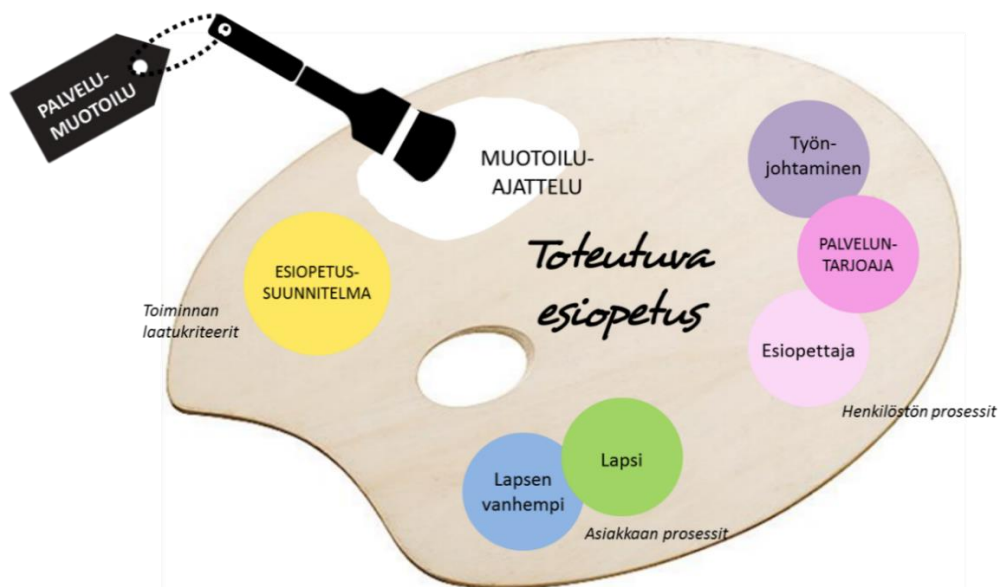 PALVELU-
MUOTOILU
MUOTOILU-
AJATTELU
Työn-
johtaminen
PALVELUN-
TARJOAJA
Esiopettaja
Henkilöstön prosessit
Toteutuva
esiopetus
ESIOPETUS-
SUUNNITELMA
Toiminnan
laatukriteerit
Lapsen
vanhempi
Lapsi
Asiakkaan prosessit